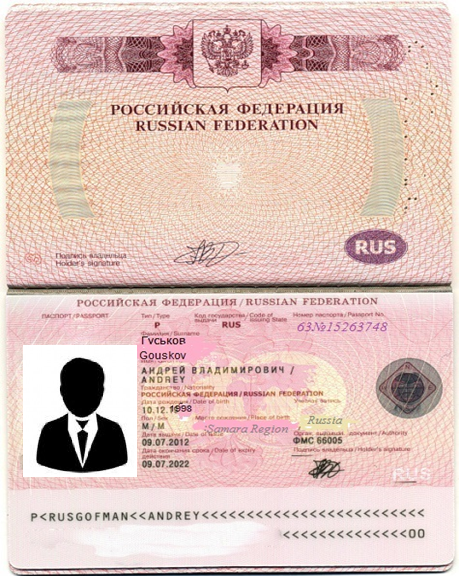 РОССИЙСКАЯ ФЕДЕРАЦИЯ
RUSSIAN FEDERATION
Подпись владельца
Holder's signature
RUS
РОССИЙСКАЯ ФЕДЕРАЦИЯ / RUSSIAN FEDERATION
ПАСПОРТ/PASSPORT Тип/Type Код государства/Code of Номер паспорта/Passport No.
выдачи issuing State
P RUS 63№15263748
Фамилия/Surname
Гуськов
Gouskov
АНДРЕЙ ВЛАДИМИРОВИЧ /
ANDREY
Гражданство/Nationality
РОССИЙСКАЯ ФЕДЕРАЦИЯ/RUSSIAN FEDERATION
Дата рождения/Date of birth Учетная запись
10.12.1998
Пол/Sex Место рождения/Place of birth Russia
М/M Samara Region
Дата выдачи/Date of issue Орган, выдавший документ/Authority
09.07.2012 ФМС 66005
Дата окончания срока/Date of expiry Подпись владельца/Holder's signature
действия
09.07.2022
RUS
P<RUSGOFMAN<<ANDREY<<<<<<<<<<<<<<<<<<<<<<<<<
<<<<<<<<<<<<<<00